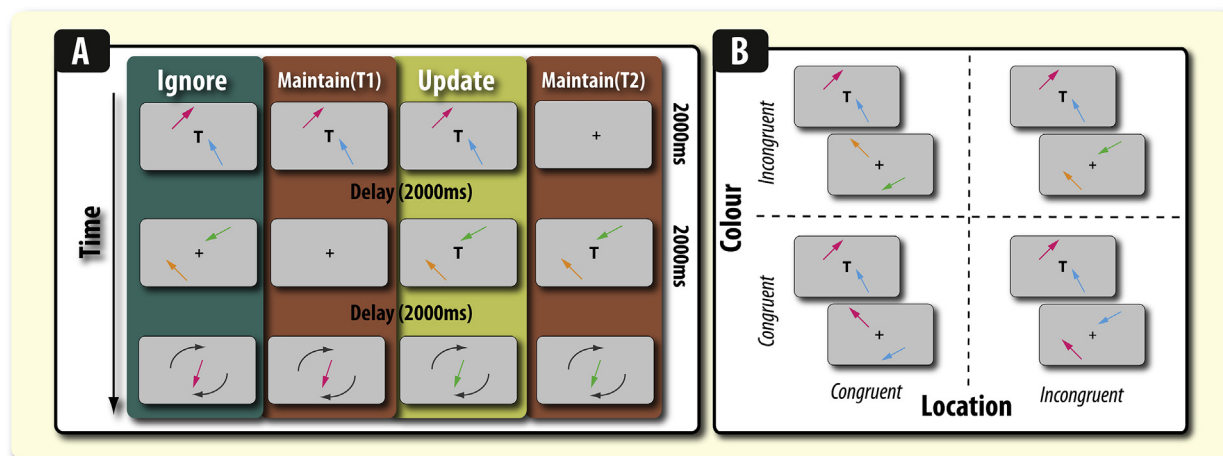 A
Ignore
Maintain(T1)
Update
Maintain(T2)
T
T
T
+
2000ms
Delay (2000ms)
+
+
T
T
2000ms
Delay (2000ms)
Time
B
Incongruent
T
T
+
+
Colour
Congruent
T
T
+
+
Congruent
Incongruent
Location